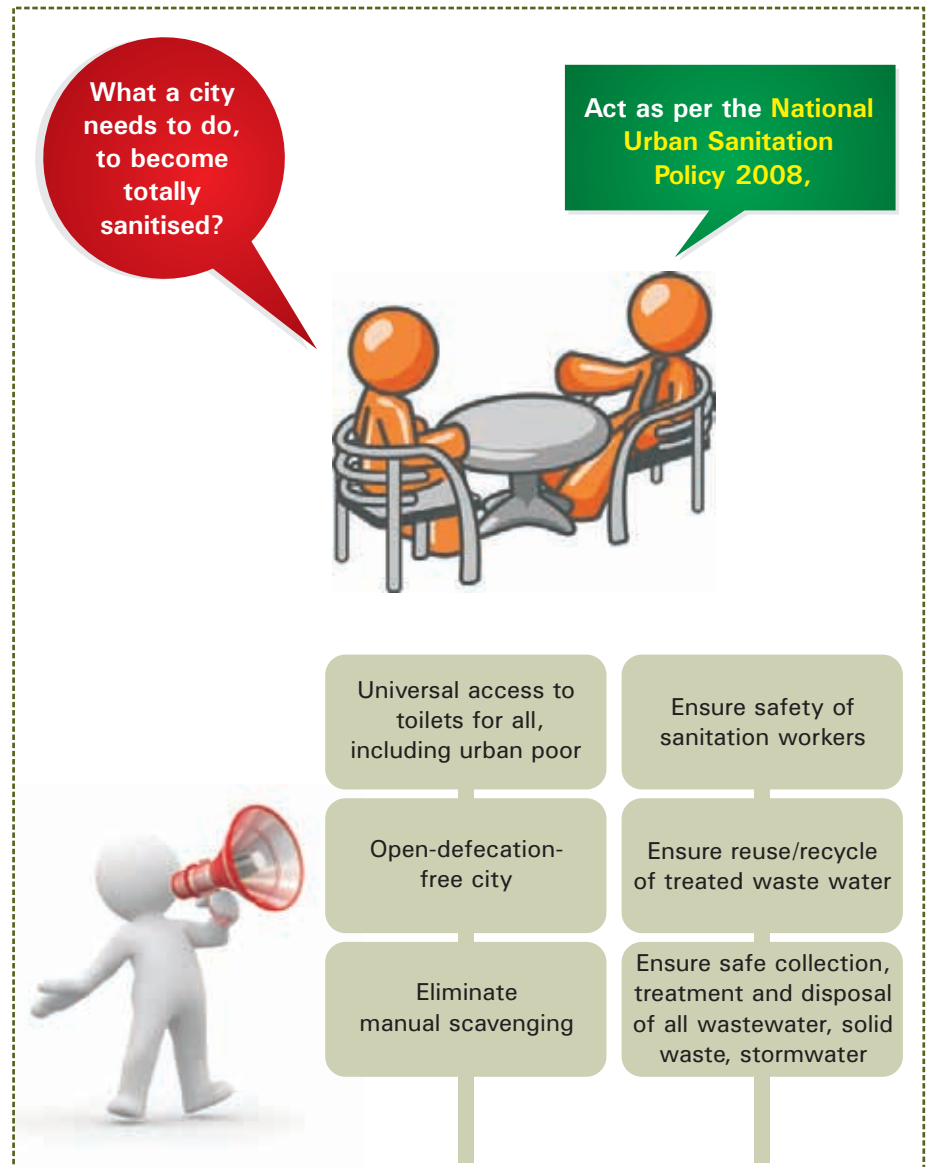 What a city
needs to do,
to become
totally
sanitised?
Act as per the National
Urban Sanitation
Policy 2008,
Universal access to
toilets for all,
including urban poor
Ensure safety of
sanitation workers
Open-defecation-
free city
Ensure reuse/recycle
of treated waste water
Eliminate
manual scavenging
Ensure safe collection,
treatment and disposal
of all wastewater, solid
waste, stormwater